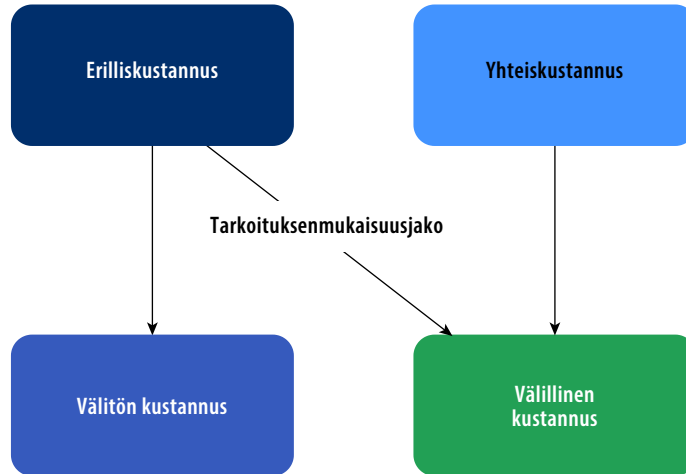 Erilliskustannus
Yhteiskustannus
Tarkoituksenmukaisuusjako
Välitön kustannus
Välillinen
kustannus